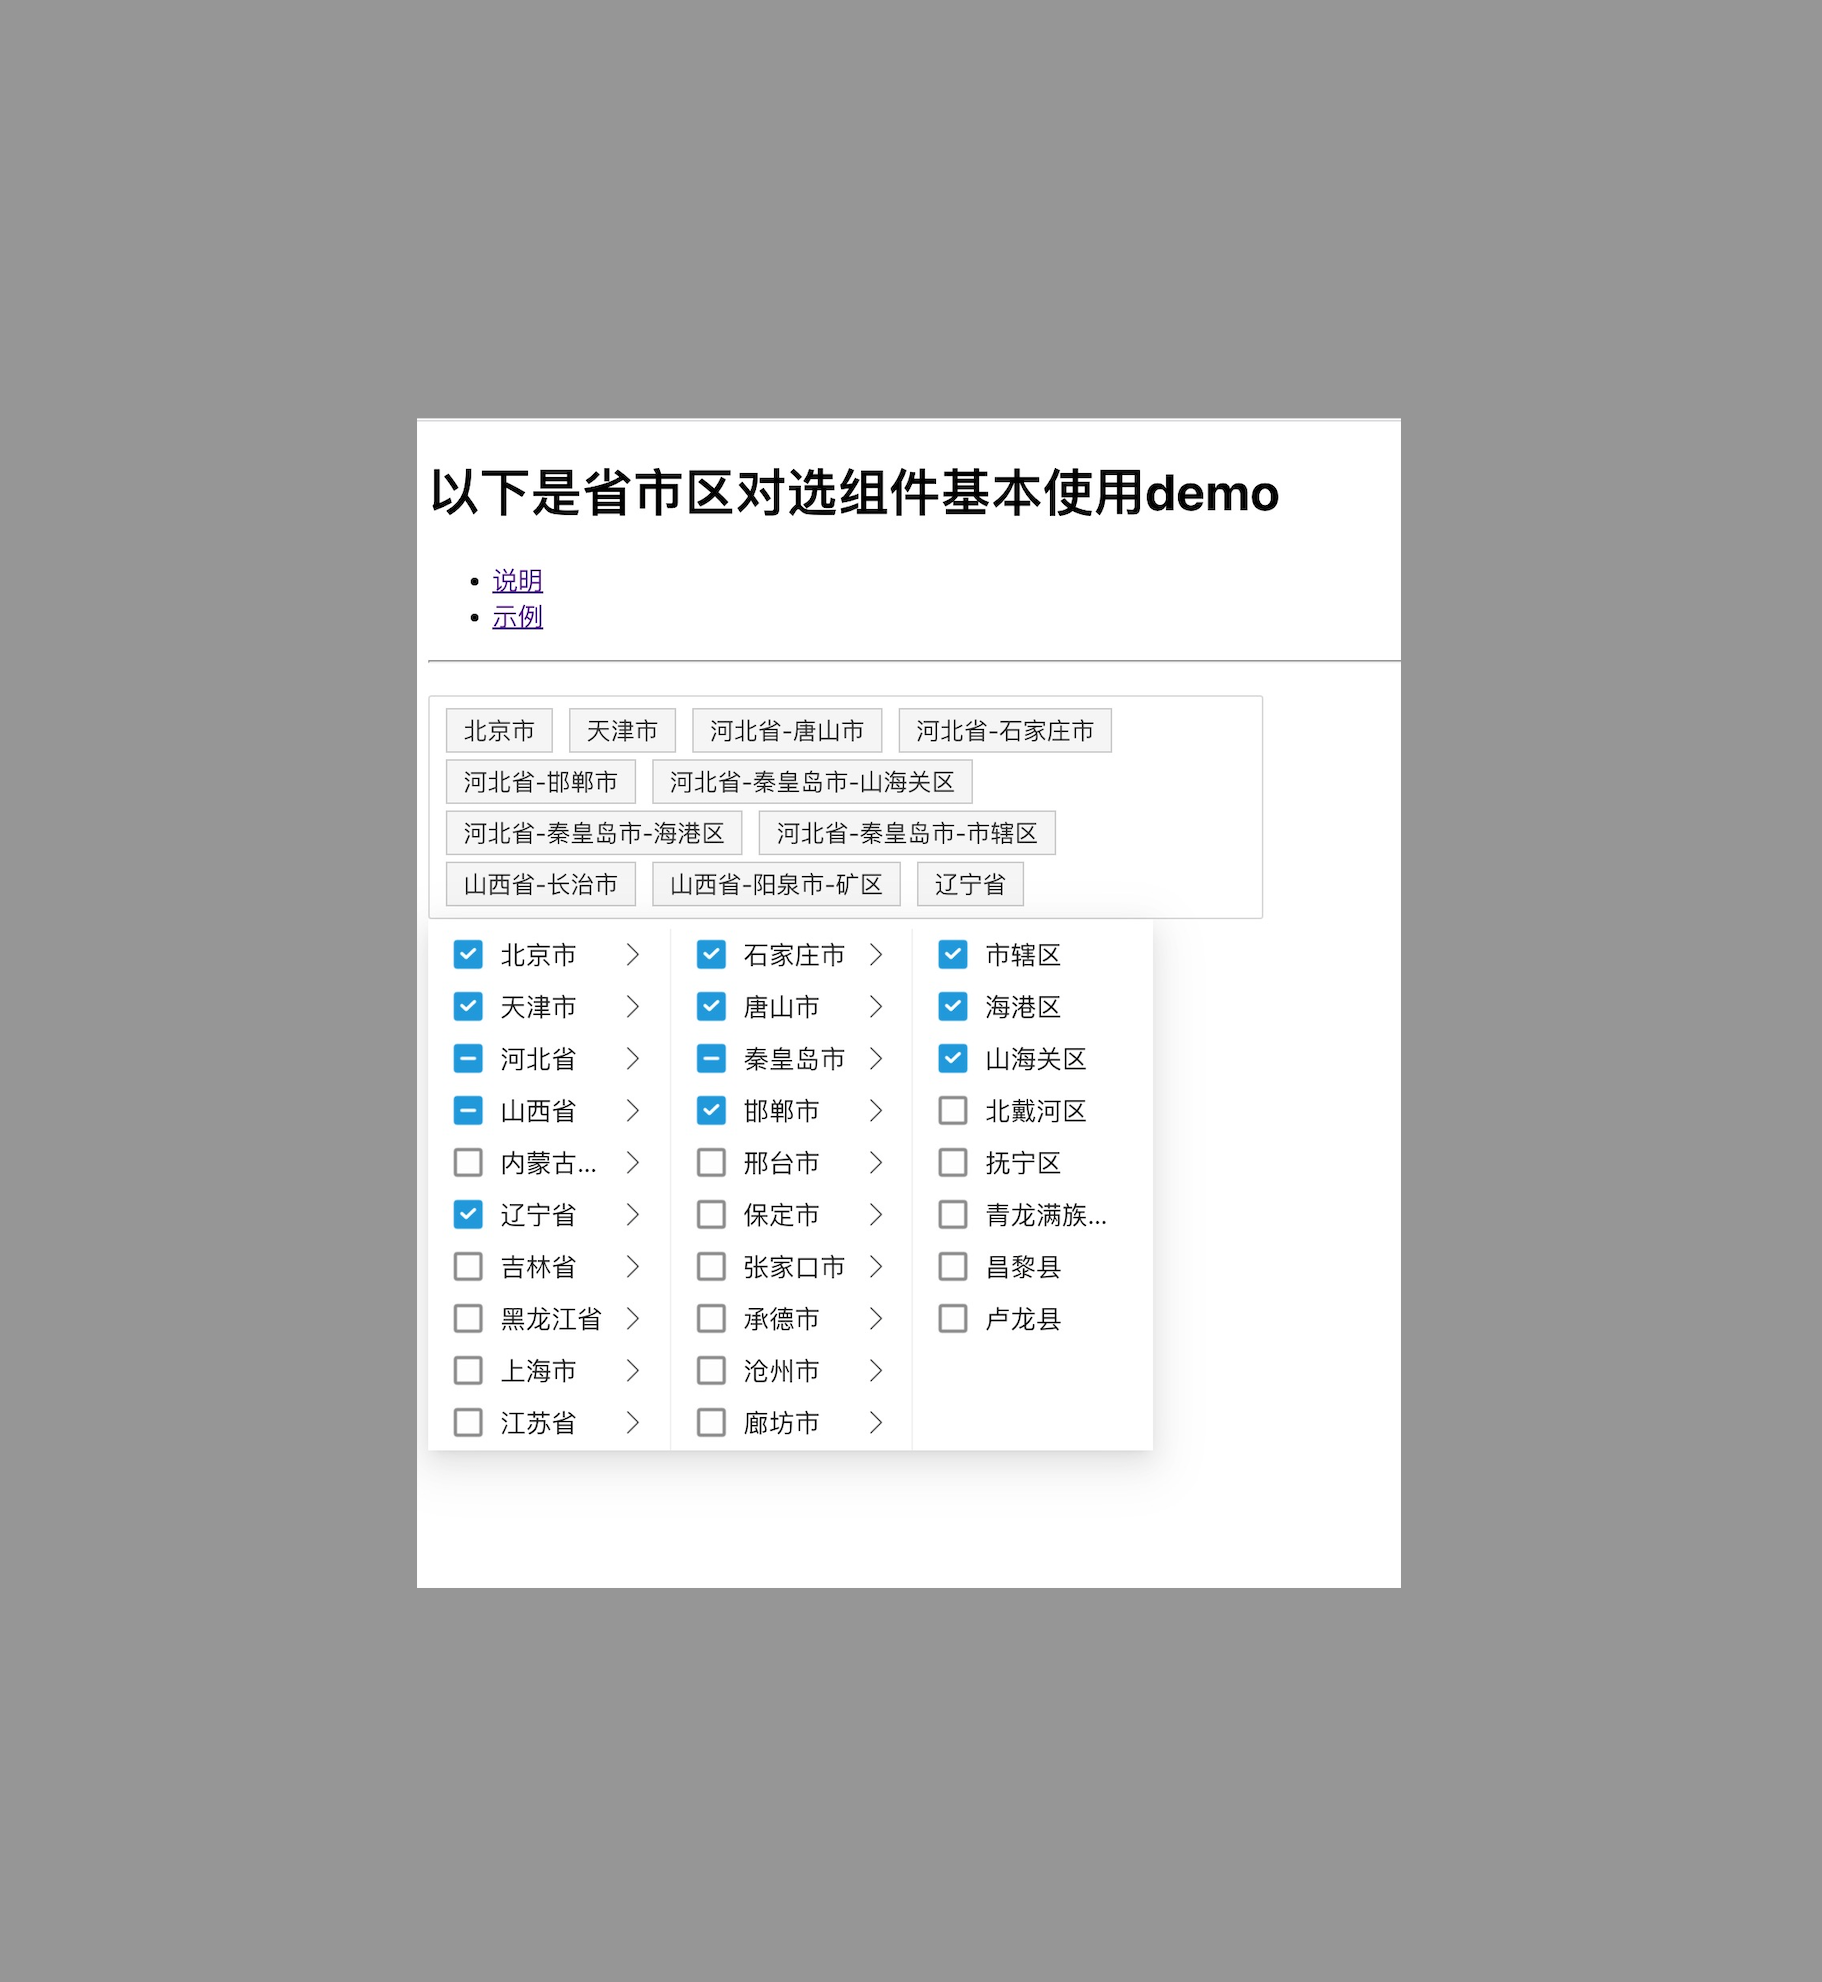 以下是省市区对选组件基本使用demo
说明
示例
北京市 天津市 河北省-唐山市 河北省-石家庄市
河北省-邯郸市 河北省-秦皇岛市-山海关区
河北省-秦皇岛市-海港区 河北省-秦皇岛市-市辖区
山西省-长治市 山西省-阳泉市-矿区 辽宁省
北京市 石家庄市 市辖区
天津市 唐山市 海港区
河北省 秦皇岛市 山海关区
山西省 邯郸市 北戴河区
内蒙古... 邢台市 抚宁区
辽宁省 保定市 青龙满族...
吉林省 张家口市 昌黎县
黑龙江省 承德市 卢龙县
上海市 沧州市
江苏省 廊坊市